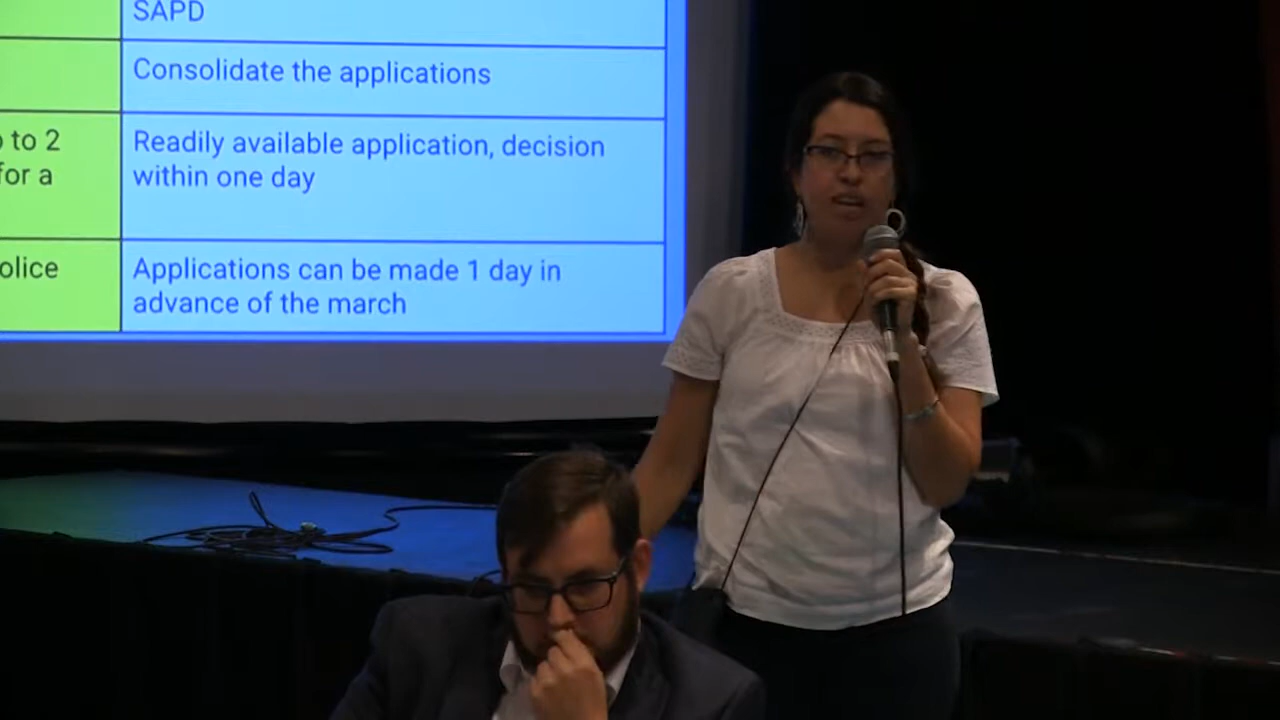 SAPD
Consolidate the applications
to 2
Readily available application, decision
for a
within one day
olice
Applications can be made 1 day in
advance of the march